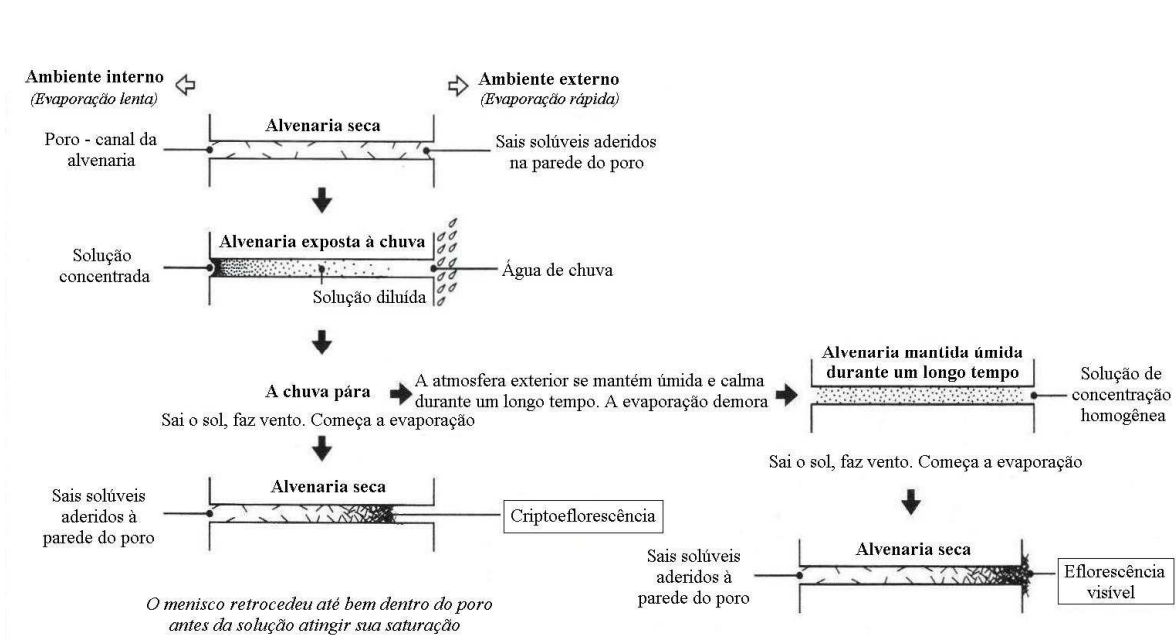 Ambiente interno
(Evaporação lenta)
Ambiente externo
(Evaporação rápida)
Alvenaria seca
Poro - canal da
alvenaria
Sais solúveis aderidos
na parede do poro
Alvenaria exposta à chuva
Solução
concentrada
Água de chuva
Solução diluída
A chuva pára
Sai o sol, faz vento. Começa a evaporação
A atmosfera exterior se mantém úmida e calma
durante um longo tempo. A evaporação demora
Alvenaria mantida úmida
durante um longo tempo
Solução de
concentração
homogênea
Sai o sol, faz vento. Começa a evaporação
Alvenaria seca
Sais solúveis
aderidos à
parede do poro
Criptoeflorescência
O menisco retrocedeu até bem dentro do poro
antes da solução atingir sua saturação
Alvenaria seca
Sais solúveis
aderidos à
parede do poro
Eflorescência
visível